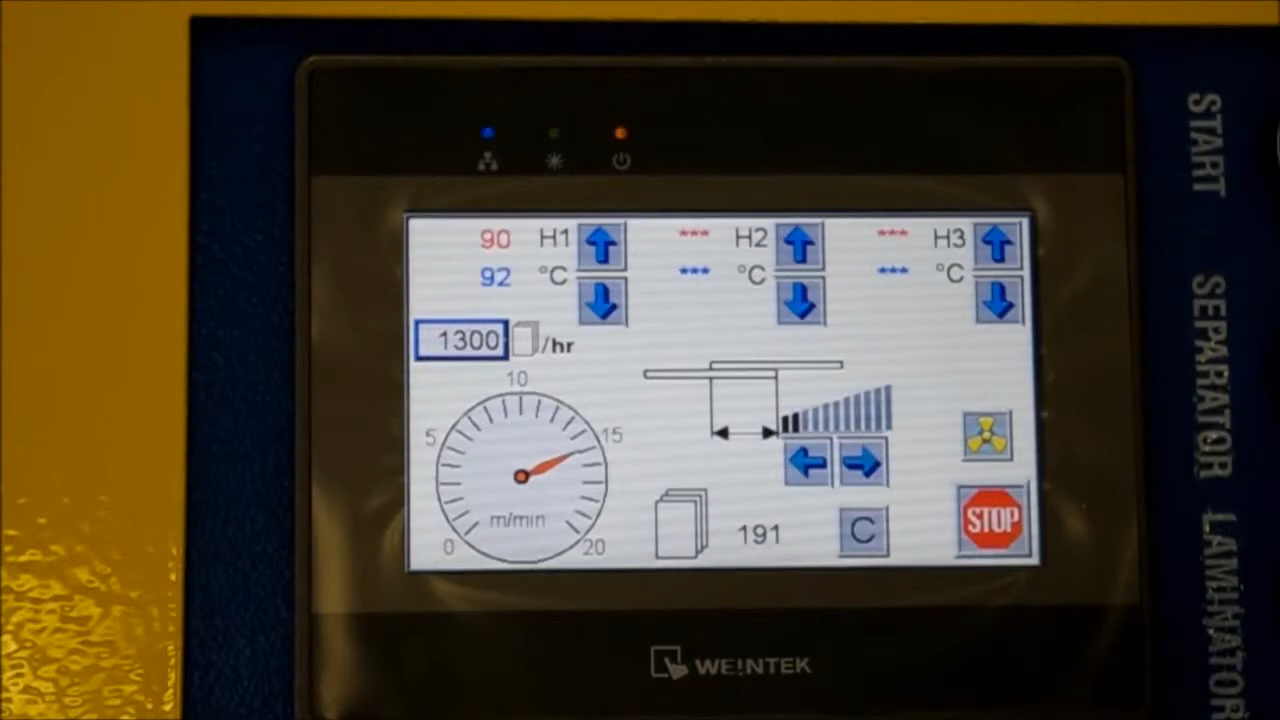 90 H1 *** H2 *** H3
92 °C *** °C *** °C
1300 /hr
0 5 10 15 20
m/min
191 C
STOP
WEINTEK
START
SEPARATOR
LAMINATOR